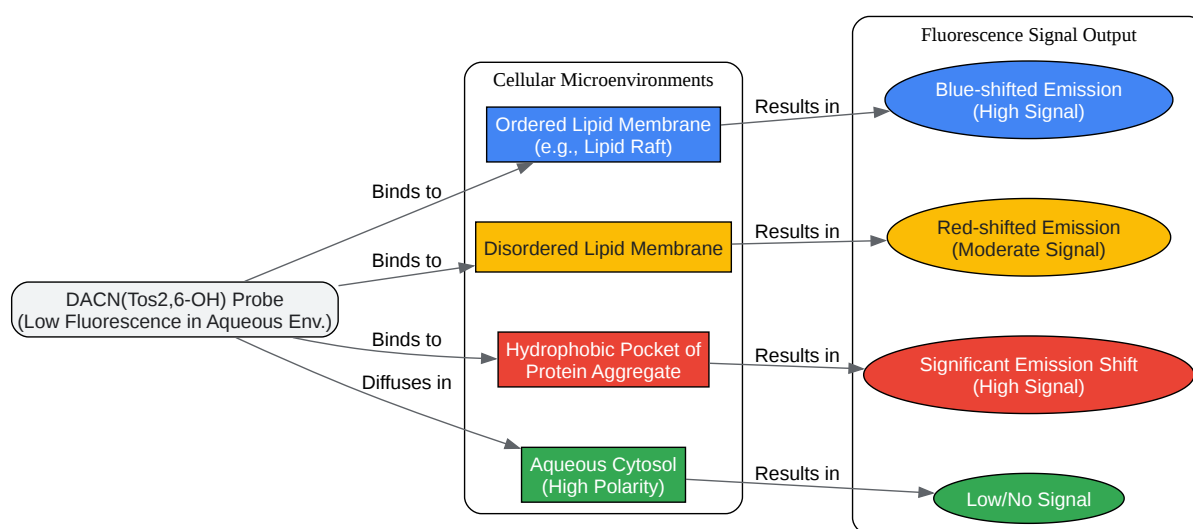 Fluorescence Signal Output
Cellular Microenvironments
Blue-shifted Emission
(High Signal)
Results in
Ordered Lipid Membrane
(e.g., Lipid Raft)
Binds to
Red-shifted Emission
(Moderate Signal)
Results in
Disordered Lipid Membrane
Binds to
DACN(Tos2,6-OH) Probe
(Low Fluorescence in Aqueous Env.)
Binds to
Hydrophobic Pocket of
Protein Aggregate
Results in
Significant Emission Shift
(High Signal)
Diffuses in
Aqueous Cytosol
(High Polarity)
Results in
Low/No Signal